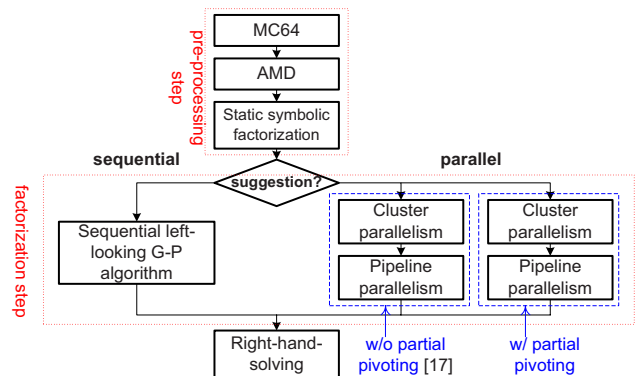 MC64
AMD
Static symbolic
factorization
pre-processing
step
sequential
suggestion?
parallel
factorization step
Sequential left-
looking G-P
algorithm
Cluster
parallelism
Pipeline
parallelism
Cluster
parallelism
Pipeline
parallelism
Right-hand-
solving
w/o partial
pivoting [17]
w/ partial
pivoting